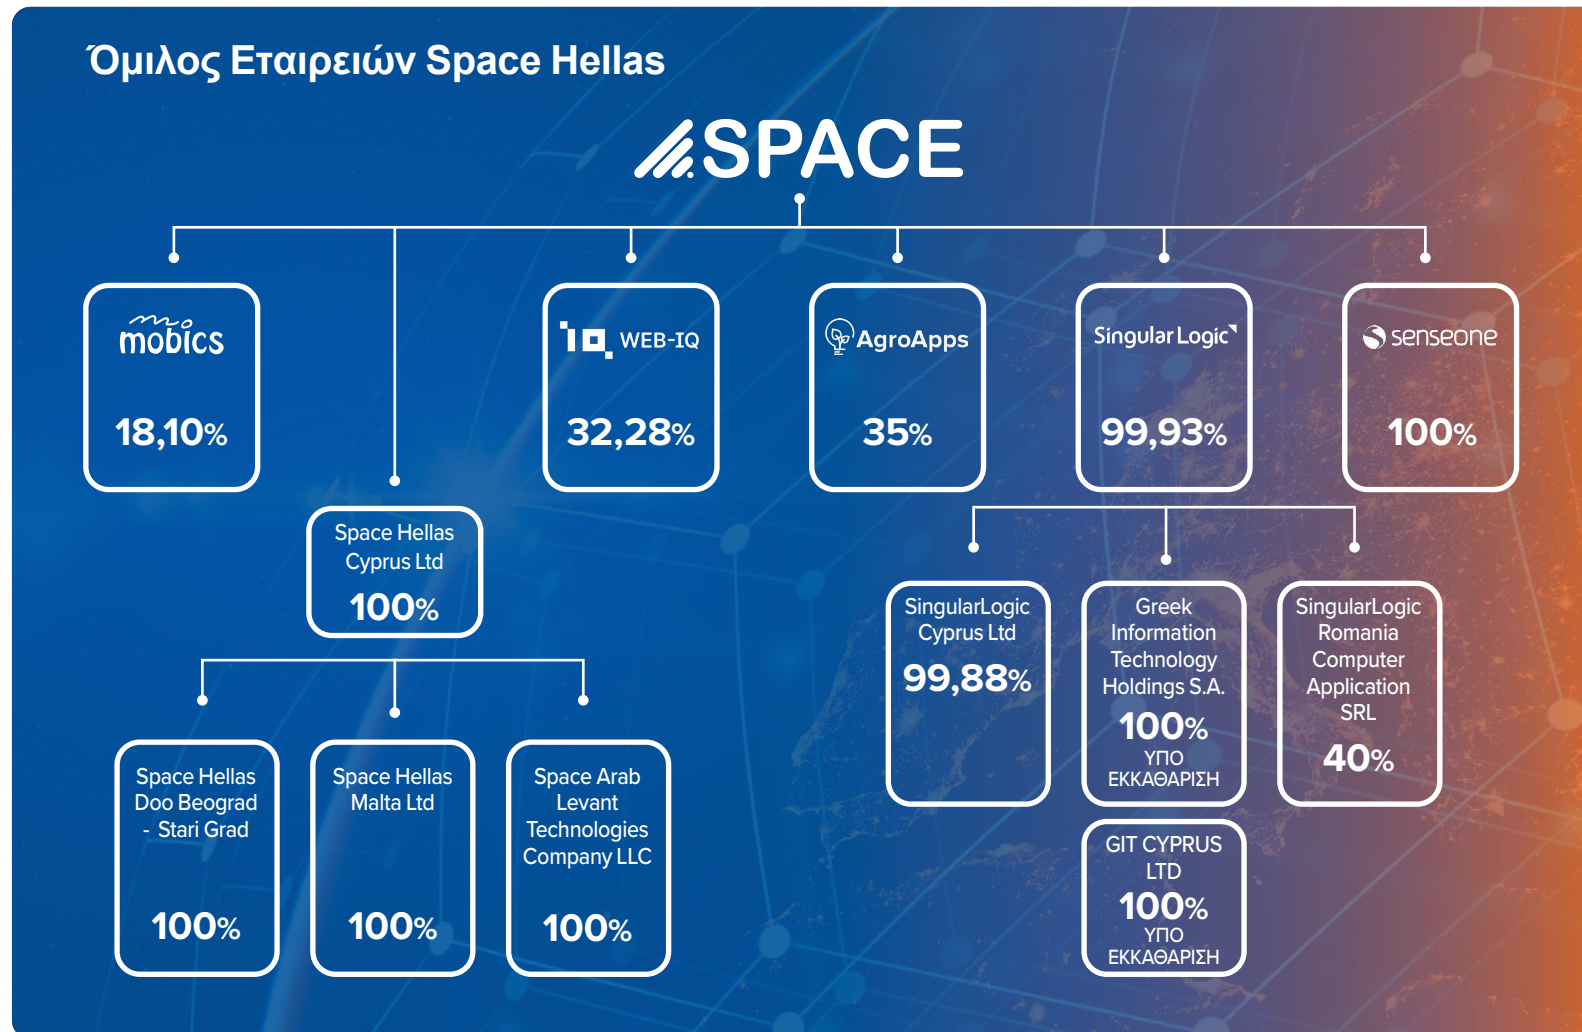 Όμιλος Εταιρειών Space Hellas
SPACE
mobics
18,10%
WEB-IQ
32,28%
AgroApps
35%
SingularLogic
99,93%
senseone
100%
Space Hellas
Cyprus Ltd
100%
Space Hellas
Doo Beograd
- Stari Grad
100%
Space Hellas
Malta Ltd
100%
Space Arab
Levant
Technologies
Company LLC
100%
SingularLogic
Cyprus Ltd
99,88%
Greek
Information
Technology
Holdings S.A.
100%
ΥΠΟ
ΕΚΚΑΘΑΡΙΣΗ
SingularLogic
Romania
Computer
Application
SRL
40%
GIT CYPRUS
LTD
100%
ΥΠΟ
ΕΚΚΑΘΑΡΙΣΗ